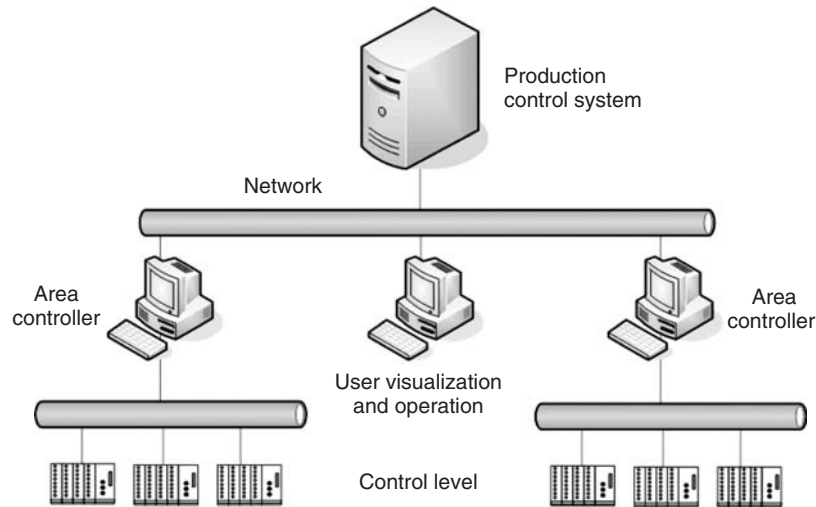 Production
control system
Network
Area
controller
User visualization
and operation
Area
controller
Control level